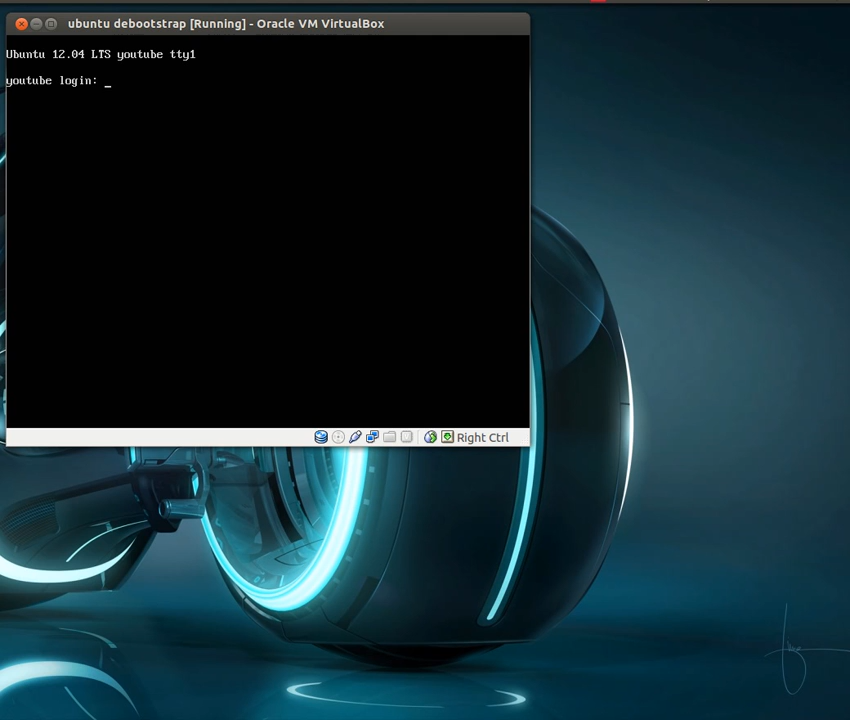 ubuntu debootstrap [Running] - Oracle VM VirtualBox
Ubuntu 12.04 LTS youtube tty1
youtube login: _
Right Ctrl